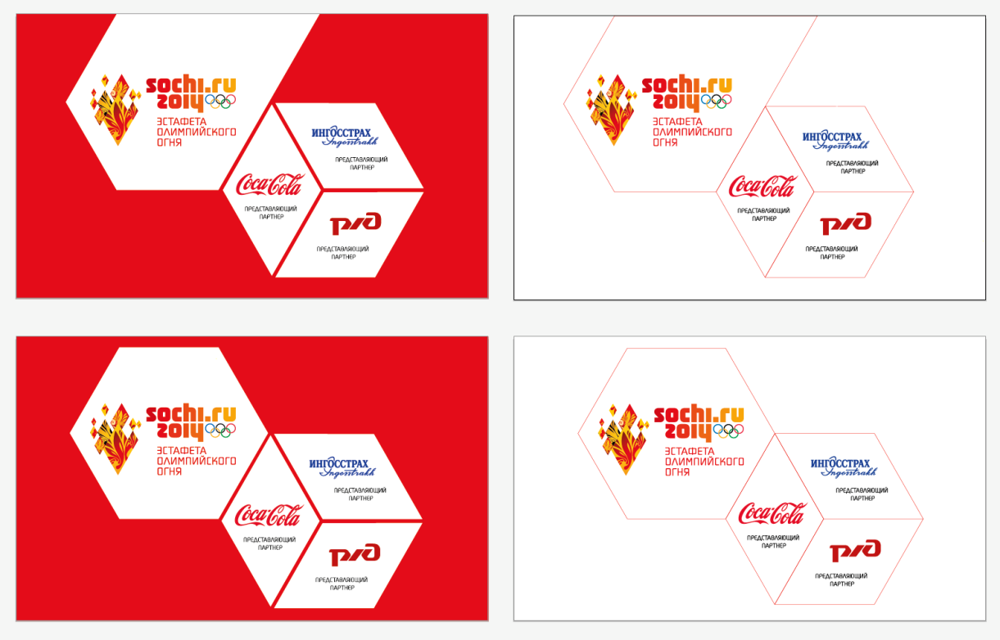 sochi.ru
2014
ЭСТАФЕТА
ОЛИМПИЙСКОГО
ОГНЯ
ИНГОССТРАХ
Ingosstrakh
ПРЕДСТАВЛЯЮЩИЙ
ПАРТНЕР
Coca-Cola
ПРЕДСТАВЛЯЮЩИЙ
ПАРТНЕР
РЖД
ПРЕДСТАВЛЯЮЩИЙ
ПАРТНЕР
sochi.ru
2014
ЭСТАФЕТА
ОЛИМПИЙСКОГО
ОГНЯ
ИНГОССТРАХ
Ingosstrakh
ПРЕДСТАВЛЯЮЩИЙ
ПАРТНЕР
Coca-Cola
ПРЕДСТАВЛЯЮЩИЙ
ПАРТНЕР
РЖД
ПРЕДСТАВЛЯЮЩИЙ
ПАРТНЕР
sochi.ru
2014
ЭСТАФЕТА
ОЛИМПИЙСКОГО
ОГНЯ
ИНГОССТРАХ
Ingosstrakh
ПРЕДСТАВЛЯЮЩИЙ
ПАРТНЕР
Coca-Cola
ПРЕДСТАВЛЯЮЩИЙ
ПАРТНЕР
РЖД
ПРЕДСТАВЛЯЮЩИЙ
ПАРТНЕР
sochi.ru
2014
ЭСТАФЕТА
ОЛИМПИЙСКОГО
ОГНЯ
ИНГОССТРАХ
Ingosstrakh
ПРЕДСТАВЛЯЮЩИЙ
ПАРТНЕР
Coca-Cola
ПРЕДСТАВЛЯЮЩИЙ
ПАРТНЕР
РЖД
ПРЕДСТАВЛЯЮЩИЙ
ПАРТНЕР